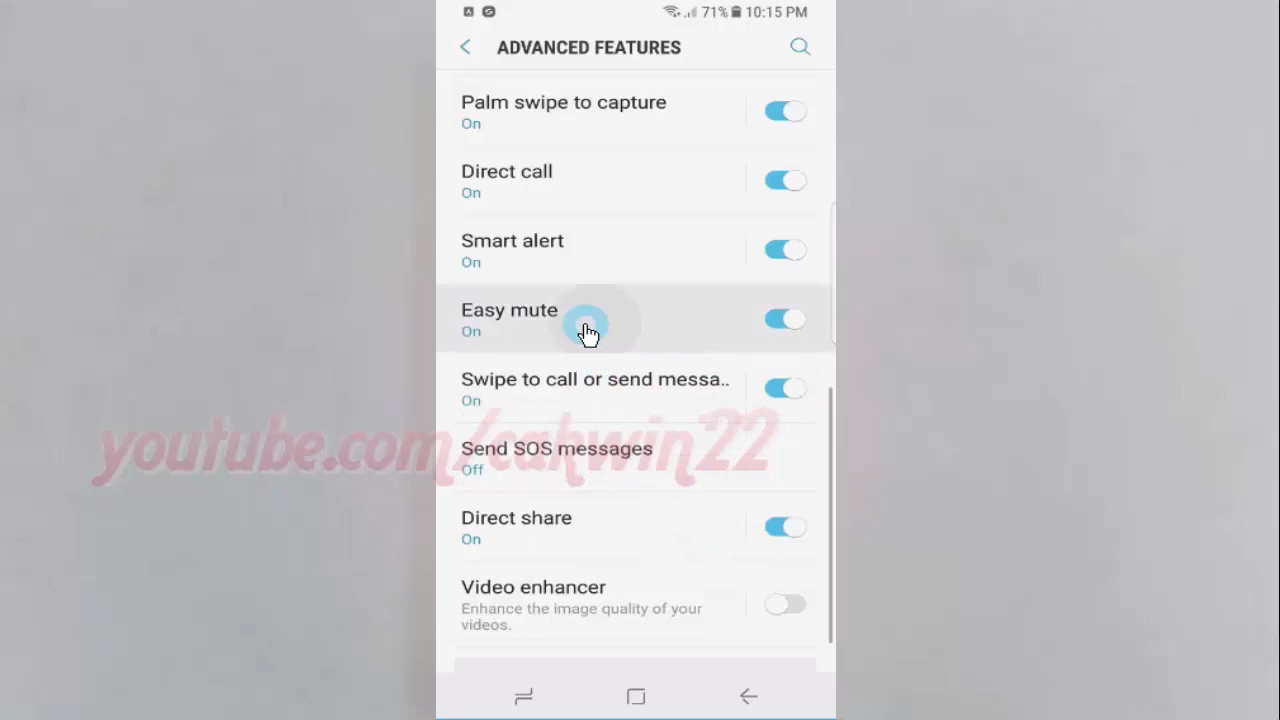 71% 10:15 PM
ADVANCED FEATURES
Palm swipe to capture
On
Direct call
On
Smart alert
On
Easy mute
On
Swipe to call or send messa..
On
youtube.com/cakwin22
Send SOS messages
Off
Direct share
On
Video enhancer
Enhance the image quality of your
videos.